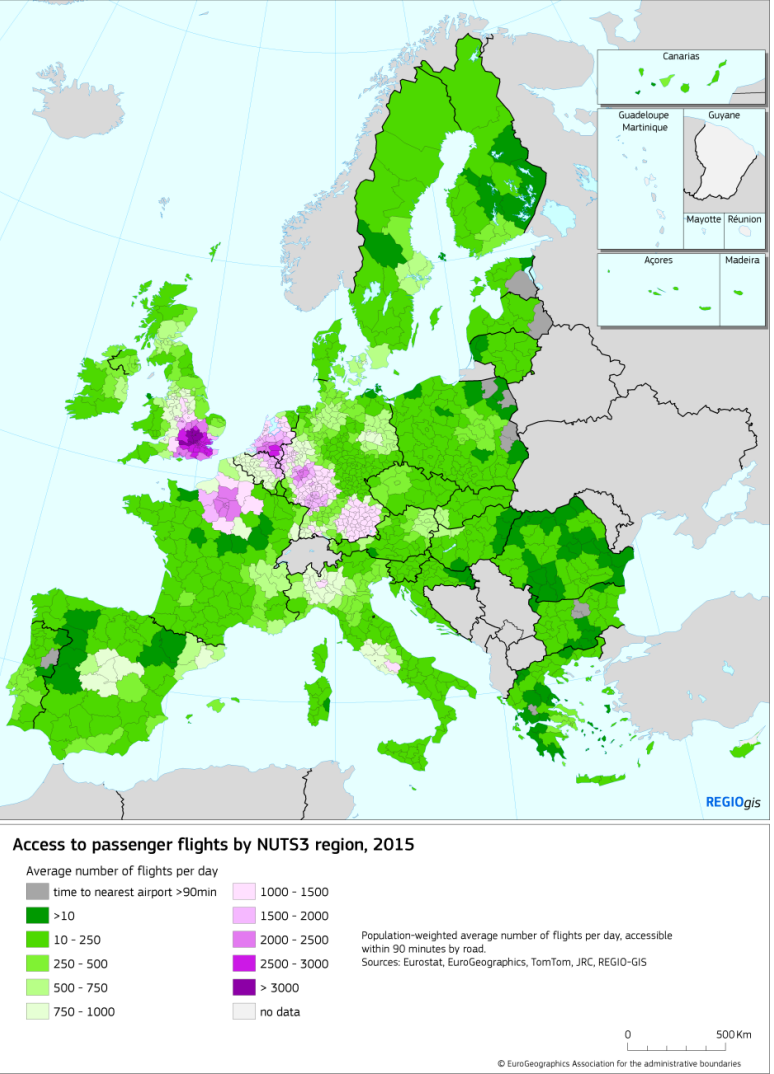 Canarias
Guadeloupe
Martinique
Guyane
Mayotte
Réunion
Açores
Madeira
REGIOgis
Access to passenger flights by NUTS3 region, 2015
Average number of flights per day
time to nearest airport >90min
>10
10 - 250
250 - 500
500 - 750
750 - 1000
1000 - 1500
1500 - 2000
2000 - 2500
2500 - 3000
> 3000
no data
Population-weighted average number of flights per day, accessible
within 90 minutes by road.
Sources: Eurostat, EuroGeographics, TomTom, JRC, REGIO-GIS
0 500 Km
© EuroGeographics Association for the administrative boundaries